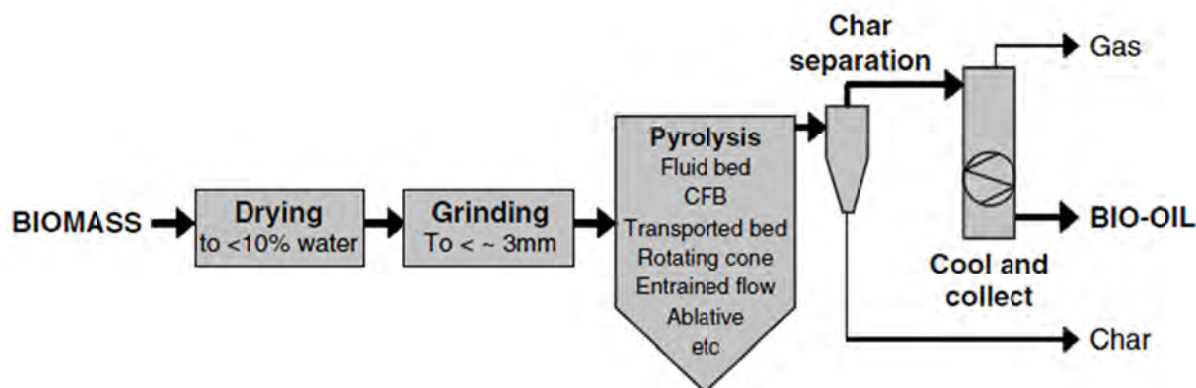 BIOMASS
Drying
to <10% water
Grinding
To < ~ 3mm
Pyrolysis
Fluid bed
CFB
Transported bed
Rotating cone
Entrained flow
Ablative
etc
Char
separation
Gas
BIO-OIL
Cool and
collect
Char